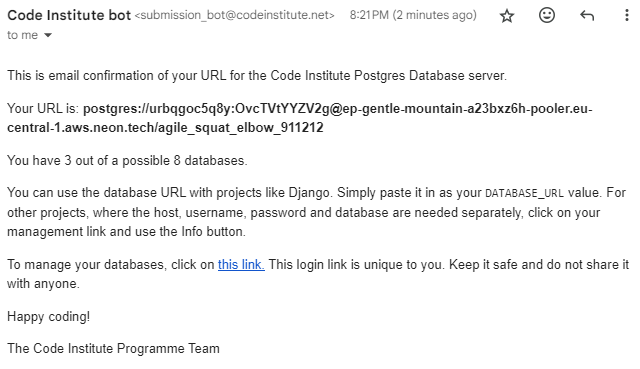 Code Institute bot <submission_bot@codeinstitute.net> 8:21 PM (2 minutes ago)
to me
This is email confirmation of your URL for the Code Institute Postgres Database server.
Your URL is: postgres://urbqgoc5q8y:OvcTVtYYZV2g@ep-gentle-mountain-a23bxz6h-pooler.eu-
central-1.aws.neon.tech/agile_squat_elbow_911212
You have 3 out of a possible 8 databases.
You can use the database URL with projects like Django. Simply paste it in as your DATABASE_URL value. For
other projects, where the host, username, password and database are needed separately, click on your
management link and use the Info button.
To manage your databases, click on this link. This login link is unique to you. Keep it safe and do not share it
with anyone.
Happy coding!
The Code Institute Programme Team